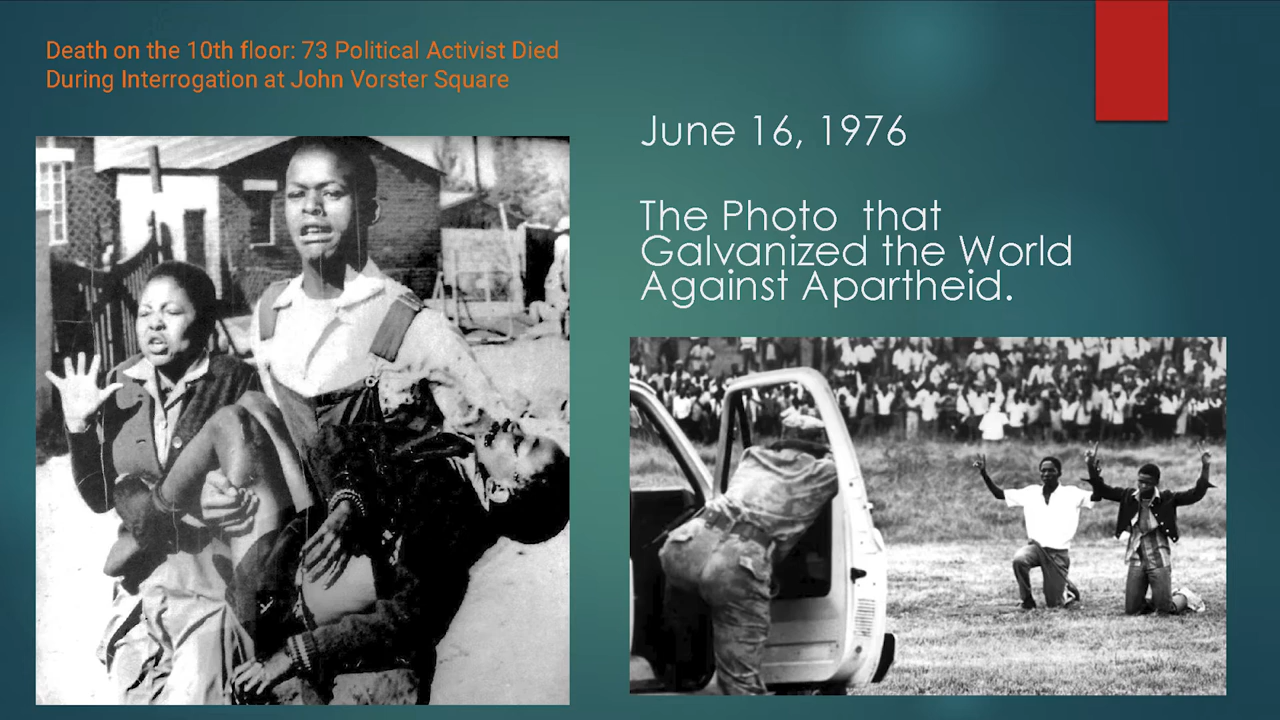 Death on the 10th floor: 73 Political Activist Died
During Interrogation at John Vorster Square
June 16, 1976
The Photo that
Galvanized the World
Against Apartheid.